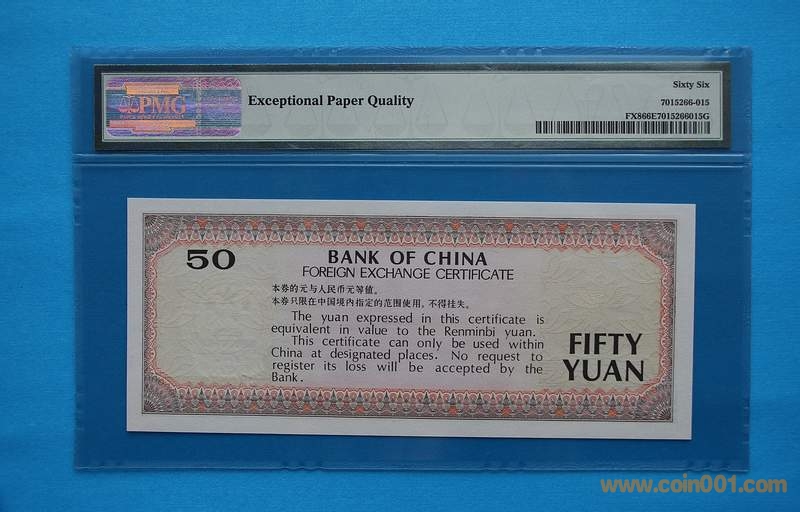 PMG
Exceptional Paper Quality
Sixty Six
7015266-015
FX866E7015266015G
50
BANK OF CHINA
FOREIGN EXCHANGE CERTIFICATE
本券的元与人民币元等值。
本券只限在中国境内指定的范围使用，不得挂失。
The yuan expressed in this certificate is
equivalent in value to the Renminbi yuan.
This certificate can only be used within
China at designated places. No request to
register its loss will be accepted by the
Bank.
FIFTY
YUAN
www.coin001.com